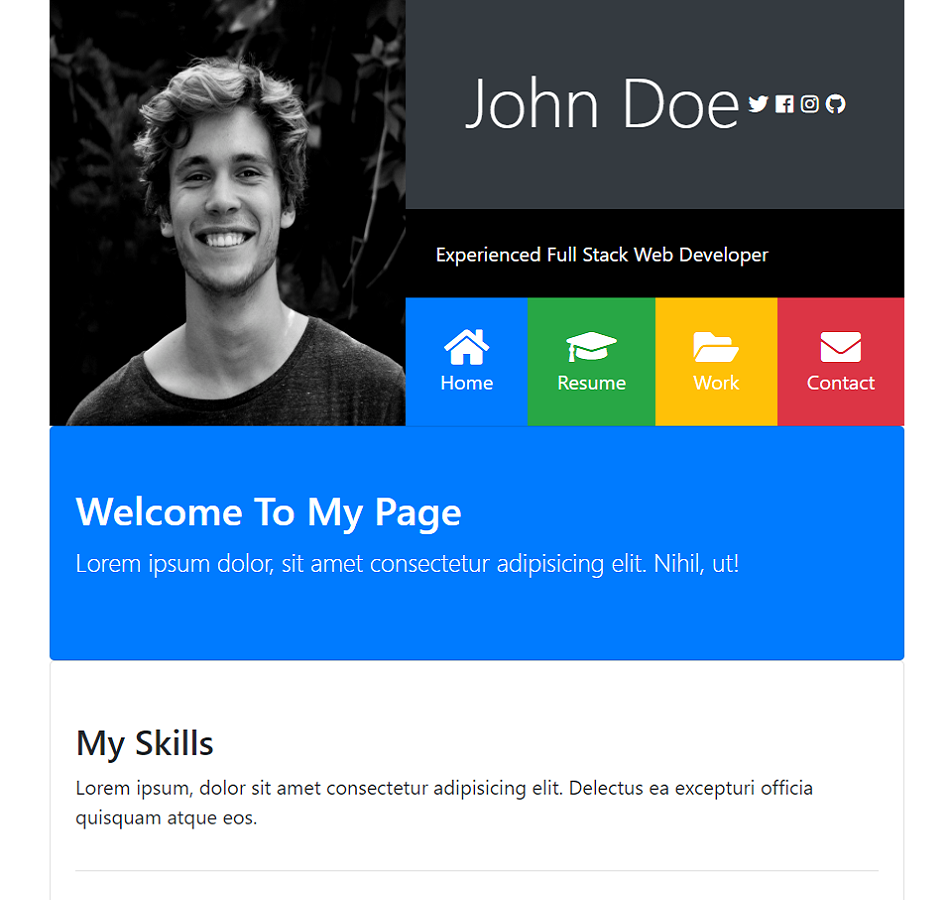 John Doe
Experienced Full Stack Web Developer
Home
Resume
Work
Contact
Welcome To My Page
Lorem ipsum dolor, sit amet consectetur adipisicing elit. Nihil, ut!
My Skills
Lorem ipsum, dolor sit amet consectetur adipisicing elit. Delectus ea excepturi officia
quisquam atque eos.